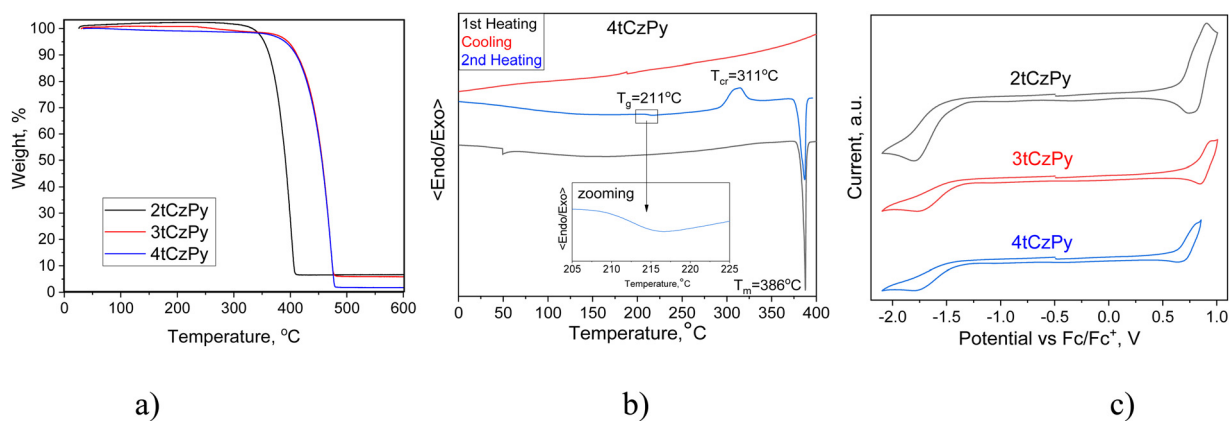 100
90
80
70
60
50
40
30
20
10
0
Weight, %
2tCzPy
3tCzPy
4tCzPy
0 100 200 300 400 500 600
Temperature, °C
a)
1st Heating
Cooling
2nd Heating
4tCzPy
Tcr=311°C
Tg=211°C
<Endo/Exo>
zooming
<Endo/Exo>
205 210 215 220 225
Temperature,°C
Tm=386°C
0 50 100 150 200 250 300 350 400
Temperature,°C
b)
2tCzPy
3tCzPy
4tCzPy
Current, a.u.
-2.0 -1.5 -1.0 -0.5 0.0 0.5 1.0
Potential vs Fc/Fc+, V
c)